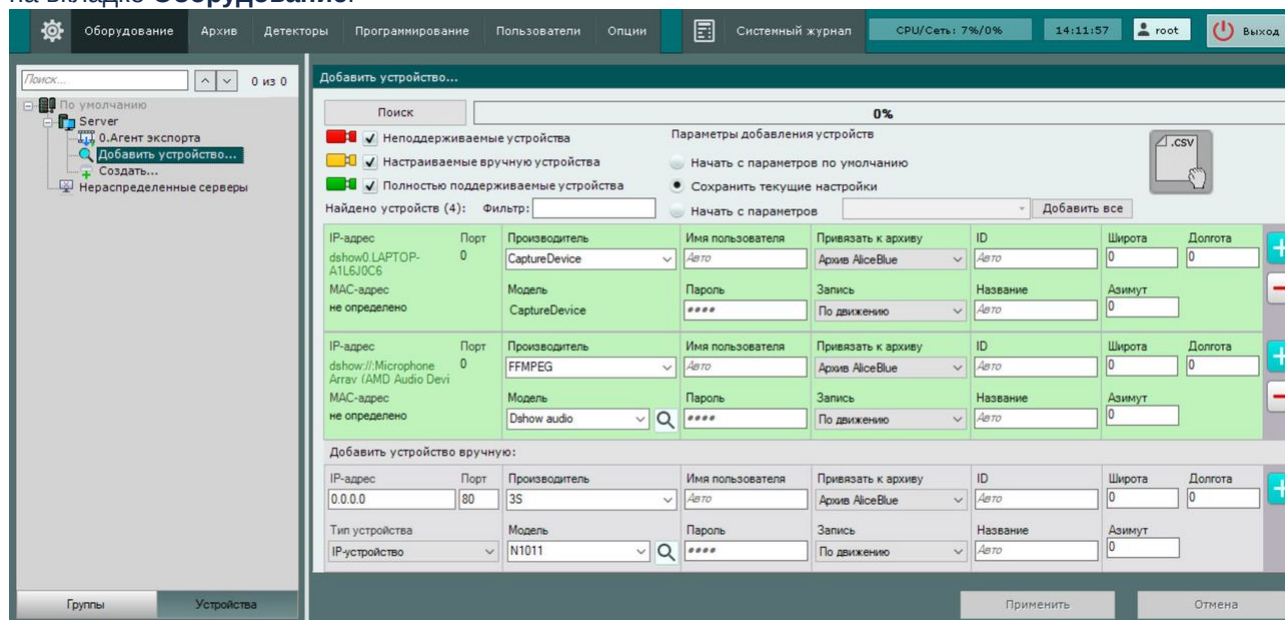 на вкладке Оборудование.
Оборудование Архив Детекторы Программирование Пользователи Опции Системный журнал CPU/Сеть: 7%/0% 14:11:57 root Выход
Поиск... 0 из 0
По умолчанию
Server
0.Агент экспорта
Добавить устройство...
Создать...
Нераспределенные серверы
Группы Устройства
Добавить устройство...
Поиск 0%
Неподдерживаемые устройства
Настраиваемые вручную устройства
Полностью поддерживаемые устройства
Параметры добавления устройств
Начать с параметров по умолчанию
Сохранить текущие настройки
.csv
Найдено устройств (4): Фильтр: Начать с параметров Добавить все
IP-адрес Порт Производитель Имя пользователя Привязать к архиву ID Широта Долгота
dshow0.LAPTOP- 0 CaptureDevice Авто Архив AliceBlue Авто 0 0
A1L6J0C6
MAC-адрес Модель Пароль Запись Название Азимут
не определено CaptureDevice **** По движению Авто 0
IP-адрес Порт Производитель Имя пользователя Привязать к архиву ID Широта Долгота
dshow://:Microphone 0 FFMPEG Авто Архив AliceBlue Авто 0 0
Array (AMD Audio Devi
MAC-адрес Модель Пароль Запись Название Азимут
не определено Dshow audio **** По движению Авто 0
Добавить устройство вручную:
IP-адрес Порт Производитель Имя пользователя Привязать к архиву ID Широта Долгота
0.0.0.0 80 3S Авто Архив AliceBlue Авто 0 0
Тип устройства Модель Пароль Запись Название Азимут
IP-устройство N1011 **** По движению Авто 0
Применить Отмена